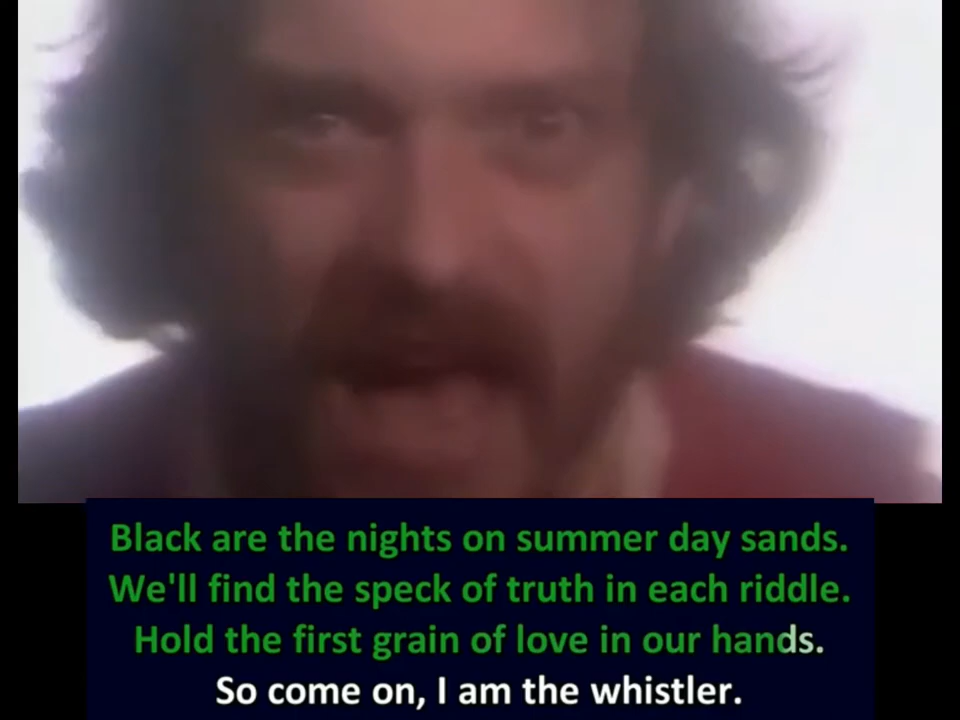 Black are the nights on summer day sands.
We'll find the speck of truth in each riddle.
Hold the first grain of love in our hands.
So come on, I am the whistler.